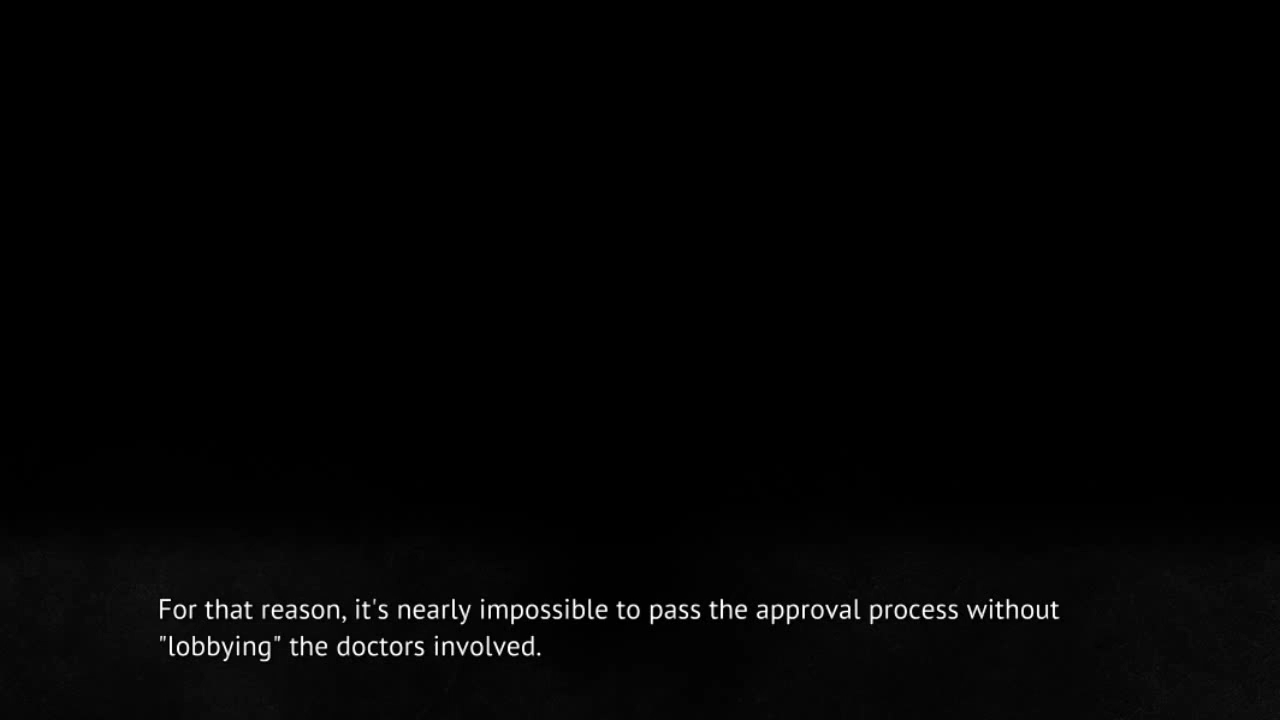 For that reason, it's nearly impossible to pass the approval process without
"lobbying" the doctors involved.